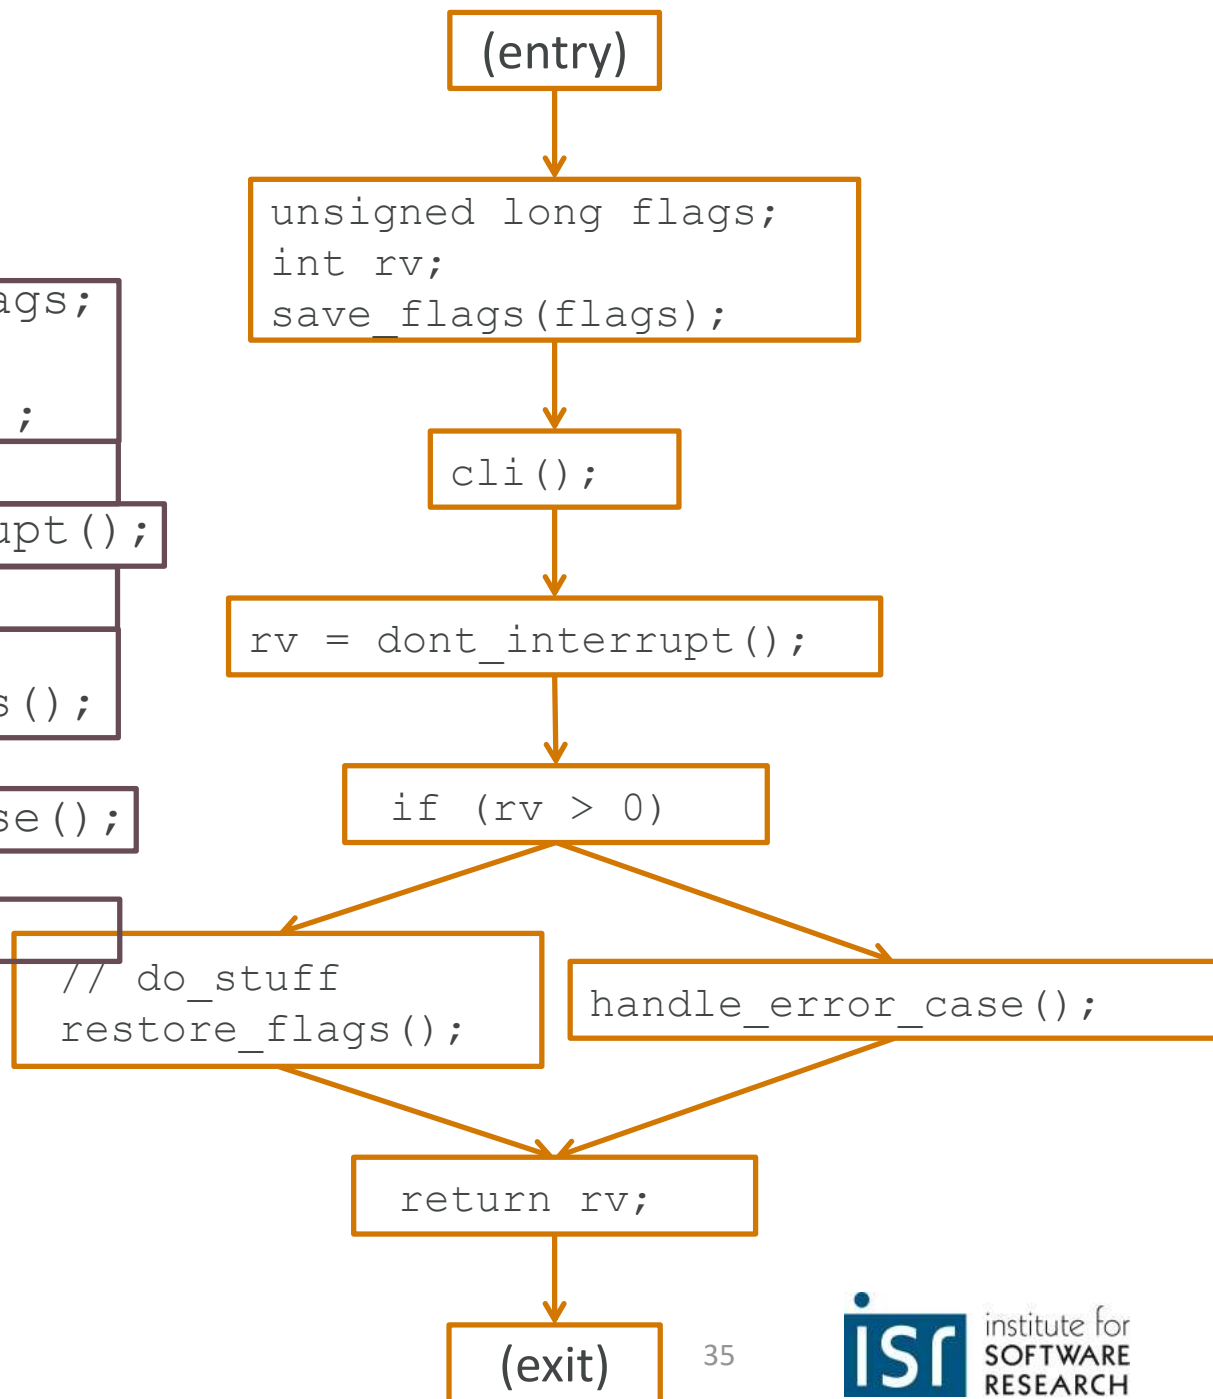 (entry)
unsigned long flags;
int rv;
save_flags(flags);
;
cli();
();
rv = dont_interrupt();
();
if (rv > 0)
();
// do_stuff
restore_flags();
handle_error_case();
return rv;
(exit)
35
isr institute for
SOFTWARE
RESEARCH